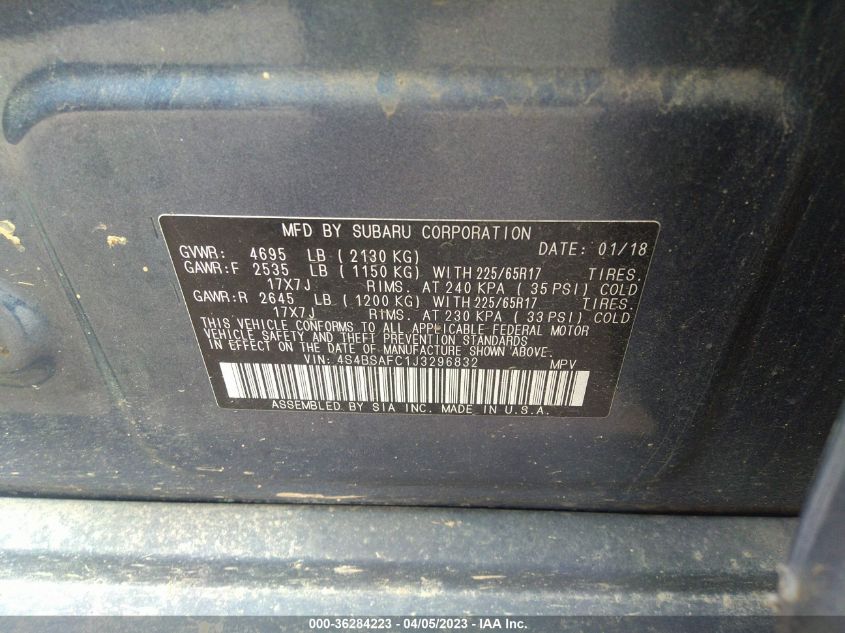 MFD BY SUBARU CORPORATION
GVWR: 4695 LB ( 2130 KG) DATE: 01/18
GAWR:F 2535 LB ( 1150 KG) WITH 225/65R17 TIRES.
17X7J RIMS. AT 240 KPA ( 35 PSI) COLD
GAWR:R 2645 LB ( 1200 KG) WITH 225/65R17 TIRES.
17X7J RIMS. AT 230 KPA ( 33 PSI) COLD
THIS VEHICLE CONFORMS TO ALL APPLICABLE FEDERAL MOTOR
VEHICLE SAFETY AND THEFT PREVENTION STANDARDS
IN EFFECT ON THE DATE OF MANUFACTURE SHOWN ABOVE.
VIN: 4S4BSAFC1J3296832 MPV
ASSEMBLED BY SIA INC. MADE IN U.S.A.
000-36284223 - 04/05/2023 - IAA Inc.